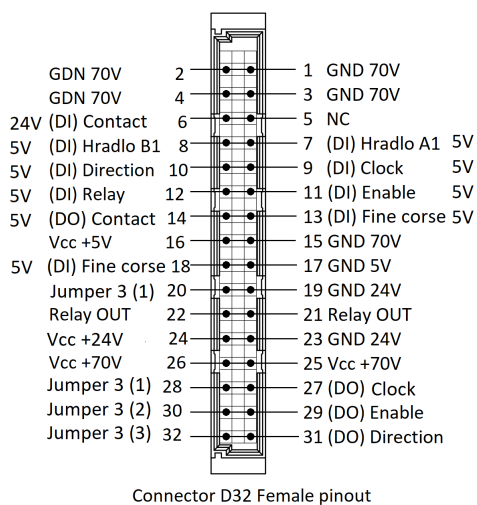 GDN 70V 2 1 GND 70V
GDN 70V 4 3 GND 70V
24V (DI) Contact 6 5 NC
5V (DI) Hradlo B1 8 7 (DI) Hradlo A1 5V
5V (DI) Direction 10 9 (DI) Clock 5V
5V (DI) Relay 12 11 (DI) Enable 5V
5V (DO) Contact 14 13 (DI) Fine corse 5V
Vcc +5V 16 15 GND 70V
5V (DI) Fine corse 18 17 GND 5V
Jumper 3 (1) 20 19 GND 24V
Relay OUT 22 21 Relay OUT
Vcc +24V 24 23 GND 24V
Vcc +70V 26 25 Vcc +70V
Jumper 3 (1) 28 27 (DO) Clock
Jumper 3 (2) 30 29 (DO) Enable
Jumper 3 (3) 32 31 (DO) Direction
Connector D32 Female pinout